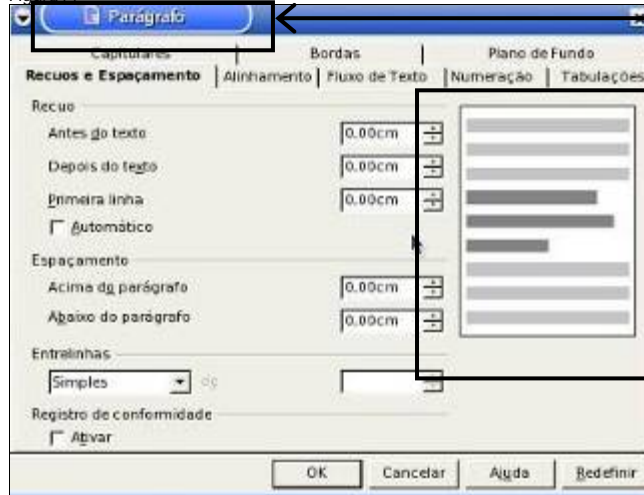 Parágrafo
Capitulares Bordas Plano de Fundo
Recuos e Espaçamento Alinhamento Fluxo de Texto Numeração Tabulações
Recuo
Antes do texto 0.00cm
Depois do texto 0.00cm
Primeira linha 0.00cm
Automático
Espaçamento
Acima do parágrafo 0.00cm
Abaixo do parágrafo 0.00cm
Entrelinhas
Simples de
Registro de conformidade
Ativar
OK Cancelar Ajuda Redefinir